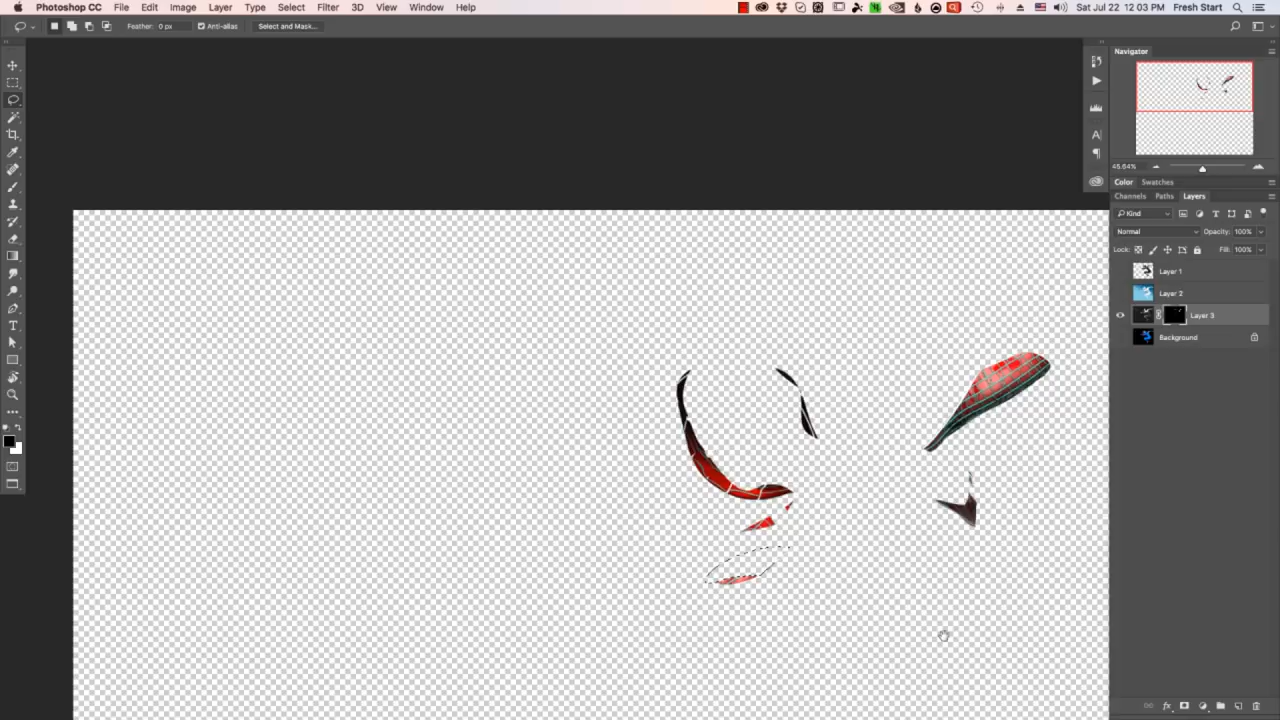 Photoshop CC File Edit Image Layer Type Select Filter 3D View Window Help Sat Jul 22 12:03 PM Fresh Start
Feather: 0 px Anti-alias Select and Mask...
Navigator
45.64%
Color Swatches
Channels Paths Layers
Kind
Normal Opacity: 100%
Lock: Fill: 100%
Layer 1
Layer 2
Layer 3
Background